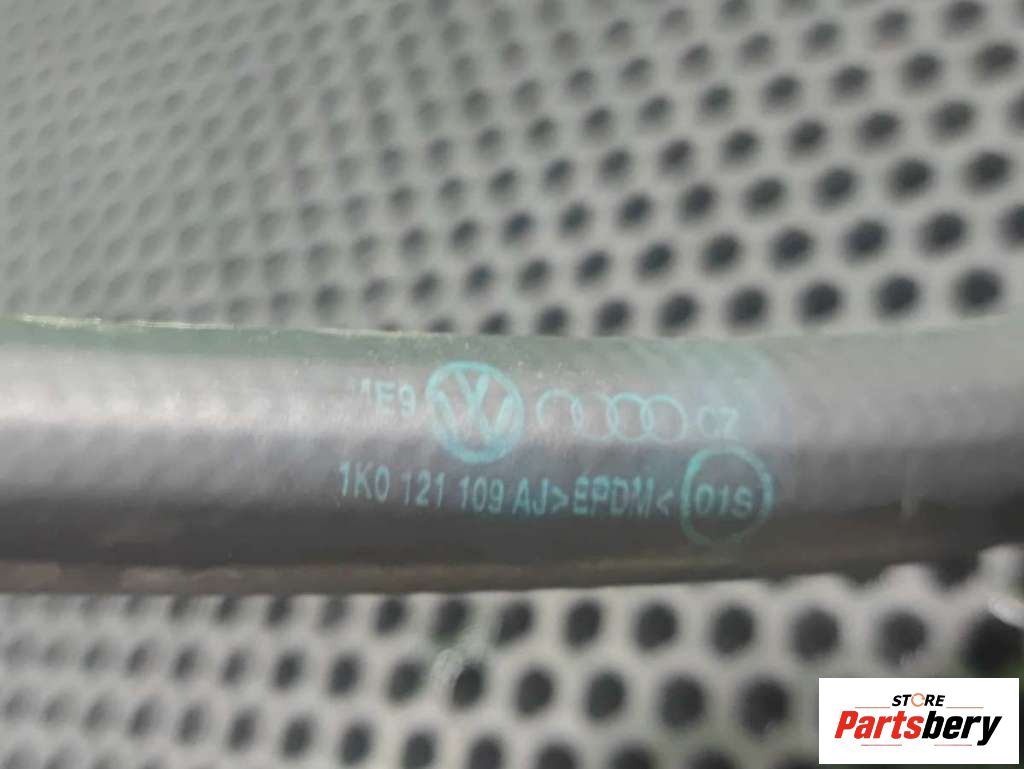 E9 CZ
1K0 121 109 AJ >EPDM< 01S
STORE
Partsbery